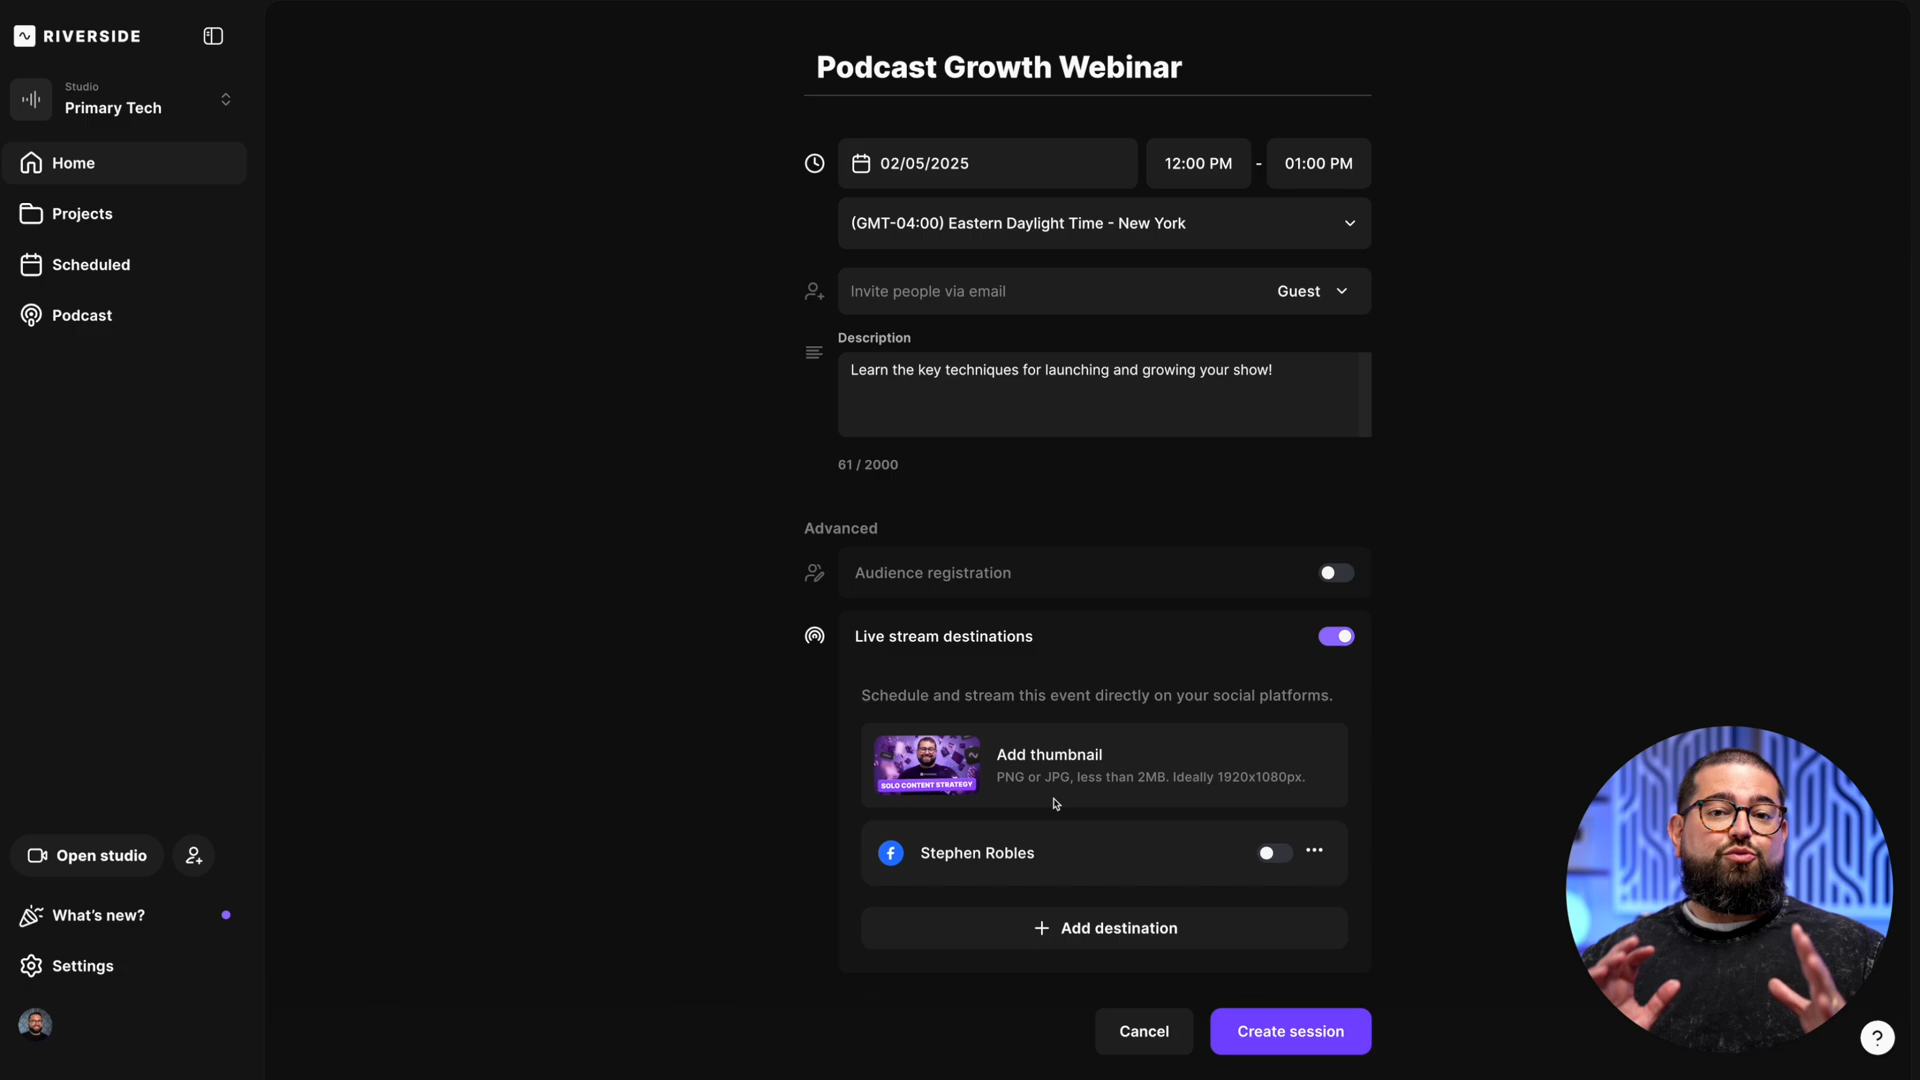 RIVERSIDE
Studio
Primary Tech
Home
Projects
Scheduled
Podcast
Open studio
What's new?
Settings
Podcast Growth Webinar
02/05/2025
12:00 PM - 01:00 PM
(GMT-04:00) Eastern Daylight Time - New York
Invite people via email
Guest
Description
Learn the key techniques for launching and growing your show!
61 / 2000
Advanced
Audience registration
Live stream destinations
Schedule and stream this event directly on your social platforms.
SOLO CONTENT STRATEGY
Add thumbnail
PNG or JPG, less than 2MB. Ideally 1920x1080px.
Stephen Robles
+ Add destination
Cancel
Create session
?